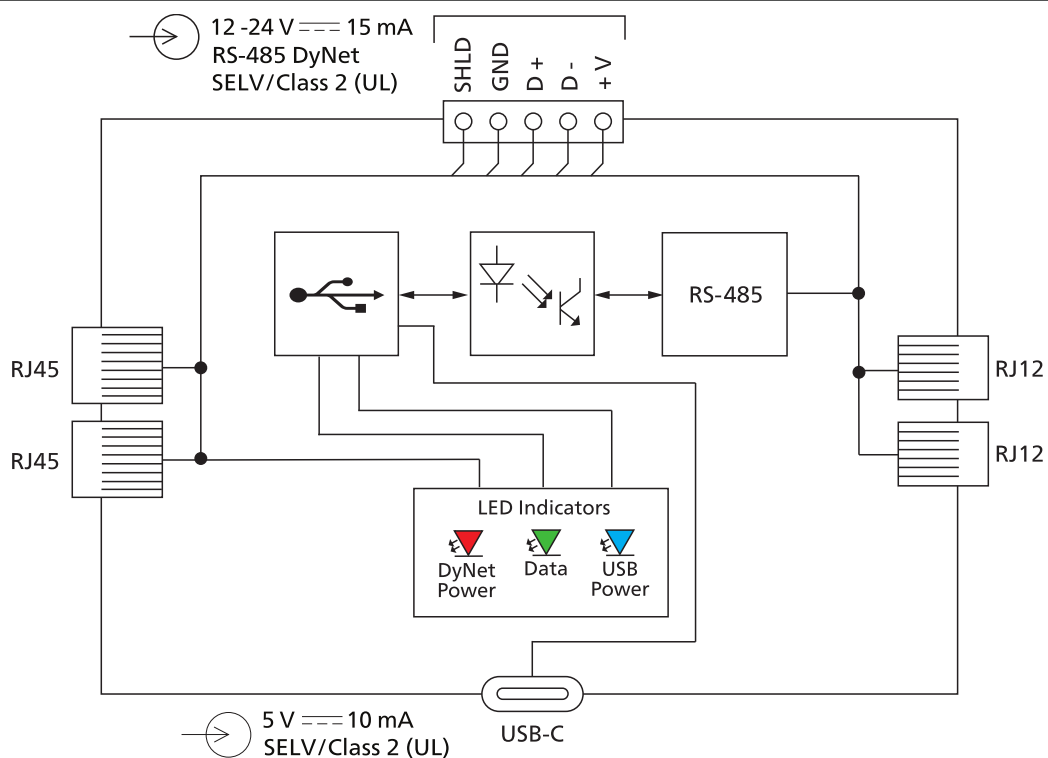 12 -24 V 15 mA
RS-485 DyNet
SELV/Class 2 (UL)
SHLD
GND
D +
D -
+ V
RS-485
RJ45
RJ12
RJ45
RJ12
LED Indicators
DyNet
Power
Data
USB
Power
USB-C
5 V 10 mA
SELV/Class 2 (UL)